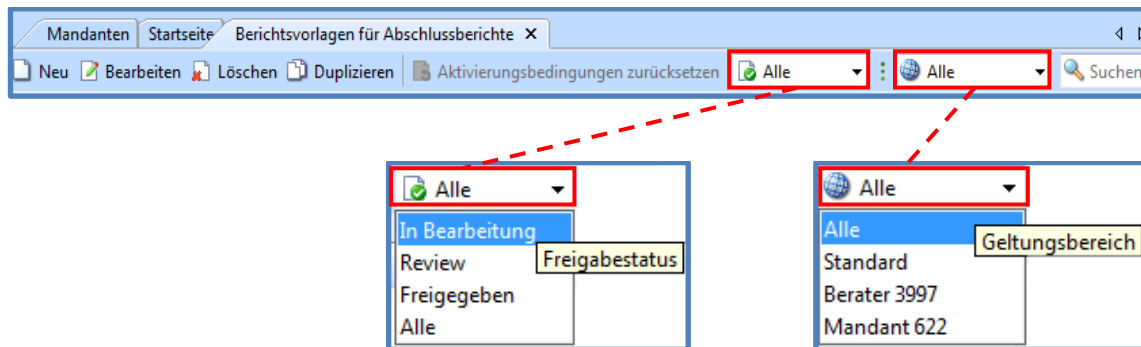 Mandanten Startseite Berichtsvorlagen für Abschlussberichte
Neu Bearbeiten Löschen Duplizieren Aktivierungsbedingungen zurücksetzen Alle Alle Suchen
Alle
In Bearbeitung
Review
Freigegeben
Alle
Freigabestatus
Alle
Alle
Standard
Berater 3997
Mandant 622
Geltungsbereich